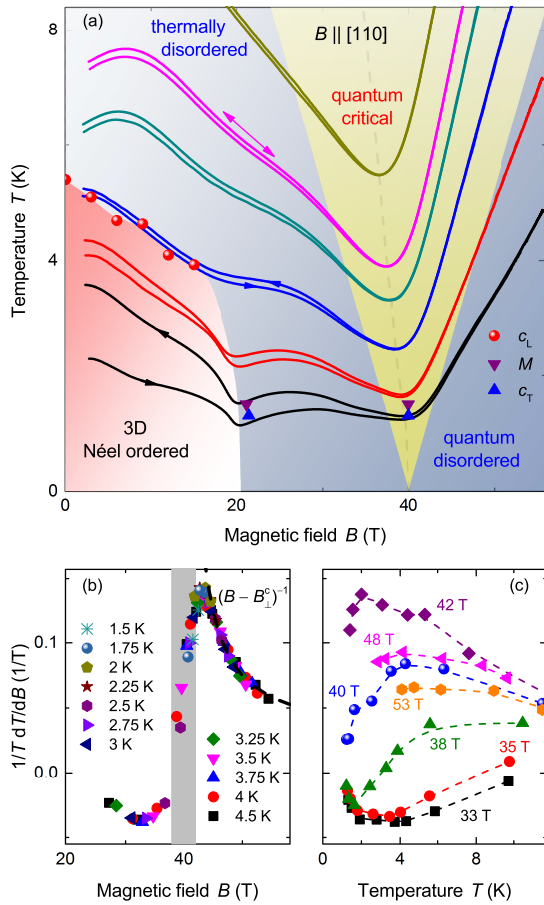 (a)
thermally
disordered
B || [110]
quantum
critical
3D
Néel ordered
quantum
disordered
c_L
M
c_T
8
4
0
Temperature T (K)
0
20
40
Magnetic field B (T)
(b)
(B − B⊥^c)^−1
1.5 K
1.75 K
2 K
2.25 K
2.5 K
2.75 K
3 K
3.25 K
3.5 K
3.75 K
4 K
4.5 K
0.1
0.0
1/T dT/dB (1/T)
20
40
60
Magnetic field B (T)
(c)
42 T
48 T
40 T
53 T
38 T
35 T
33 T
0
4
8
Temperature T (K)